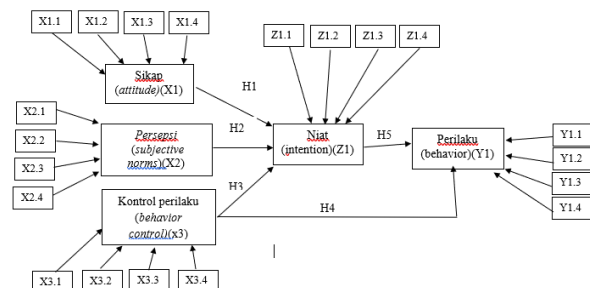 X1.1
X1.2
X1.3
X1.4
Z1.1
Z1.2
Z1.3
Z1.4
Sikap
(attitude)(X1)
H1
X2.1
X2.2
X2.3
X2.4
Persepsi
(subjective
norms)(X2)
H2
Niat
(intention)(Z1)
H5
Perilaku
(behavior)(Y1)
Y1.1
Y1.2
Y1.3
Y1.4
H3
Kontrol perilaku
(behavior
control)(x3)
H4
X3.1
X3.2
X3.3
X3.4